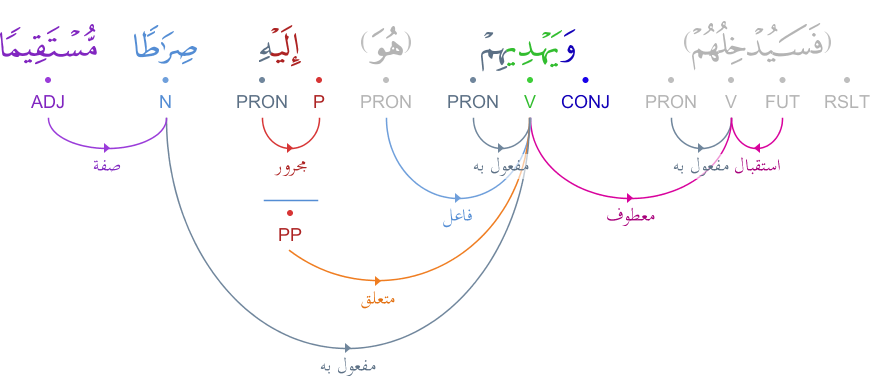 (فَسَيُدْخِلُهُمْ) وَيَهْدِيهِمْ (هُوَ) إِلَيْهِ صِرَٰطًا مُّسْتَقِيمًا
RSLT FUT V PRON CONJ V PRON PRON P PRON N ADJ
استقبال مفعول به مفعول به مجرور صفة
معطوف فاعل
PP
متعلق
مفعول به